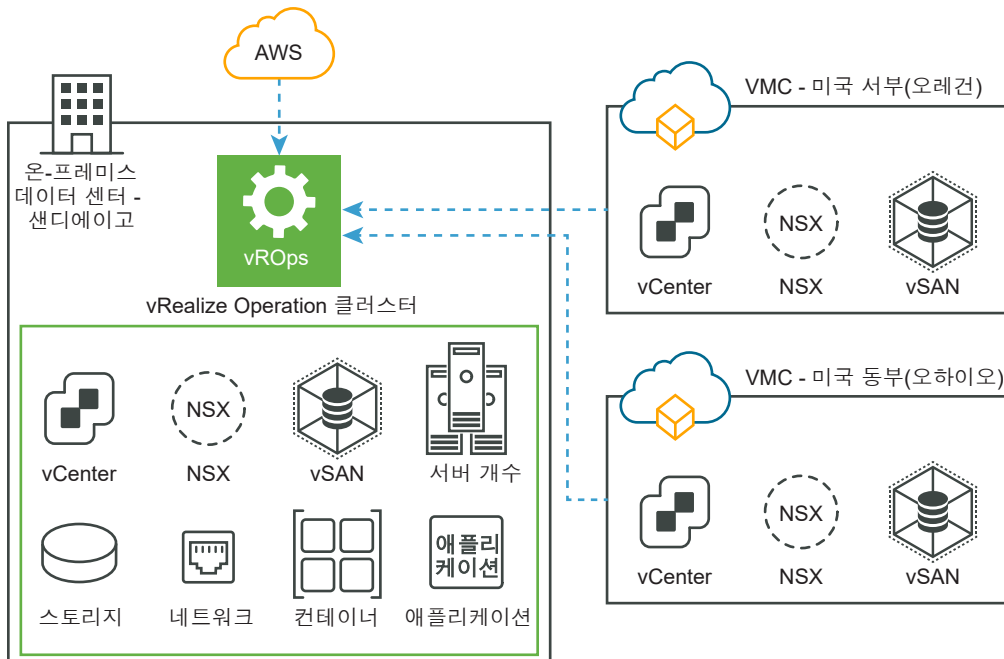 AWS
온-프레미스
데이터 센터 -
샌디에이고
vROps
vRealize Operation 클러스터
vCenter
NSX
NSX
vSAN
서버 개수
스토리지
네트워크
컨테이너
애플리
케이션
애플리케이션
VMC - 미국 서부(오레건)
vCenter
NSX
NSX
vSAN
VMC - 미국 동부(오하이오)
vCenter
NSX
NSX
vSAN